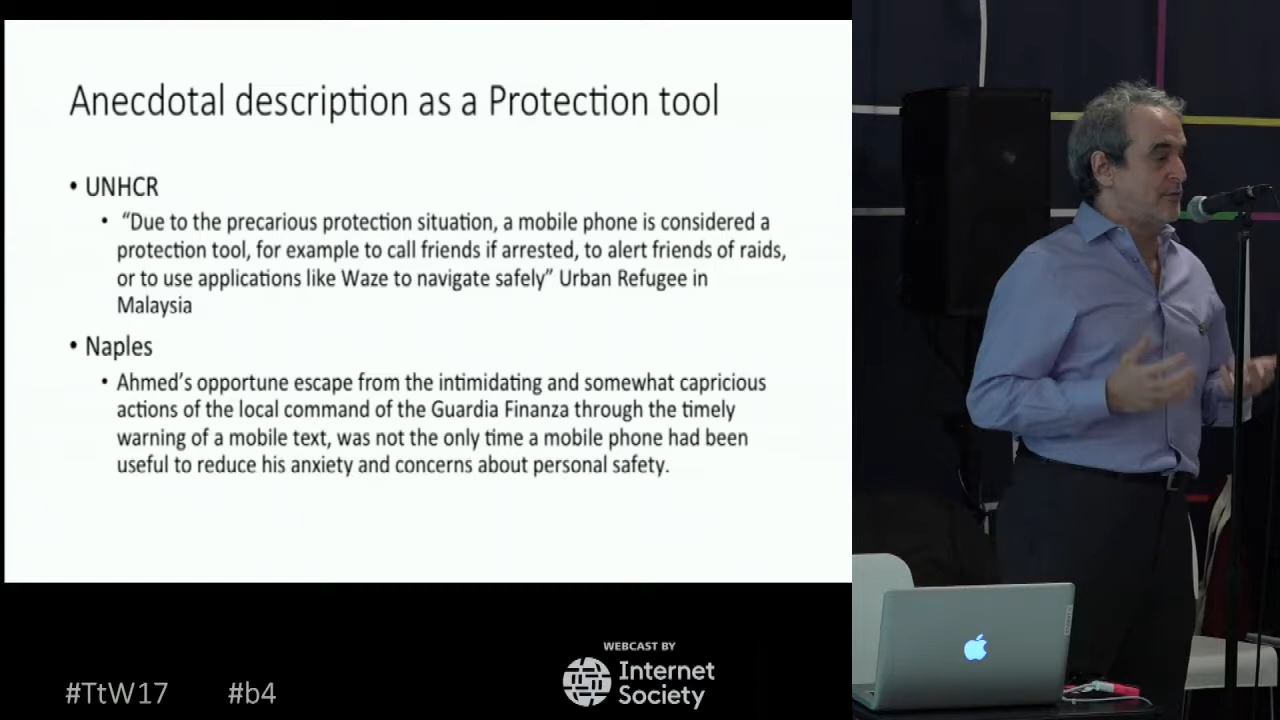 Anecdotal description as a Protection tool
• UNHCR
• “Due to the precarious protection situation, a mobile phone is considered a
protection tool, for example to call friends if arrested, to alert friends of raids,
or to use applications like Waze to navigate safely” Urban Refugee in
Malaysia
• Naples
• Ahmed’s opportune escape from the intimidating and somewhat capricious
actions of the local command of the Guardia Finanza through the timely
warning of a mobile text, was not the only time a mobile phone had been
useful to reduce his anxiety and concerns about personal safety.
#TtW17 #b4
WEBCAST BY
Internet
Society